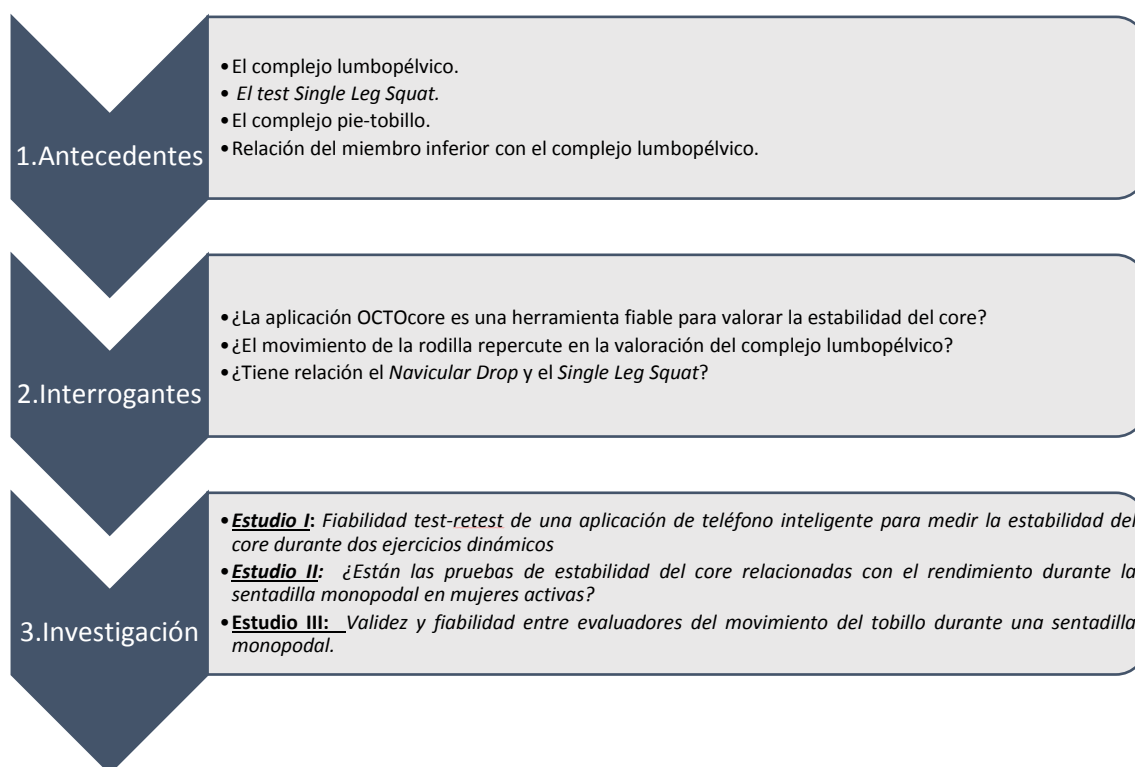 1.Antecedentes
•El complejo lumbopélvico.
• El test Single Leg Squat.
•El complejo pie-tobillo.
•Relación del miembro inferior con el complejo lumbopélvico.
2.Interrogantes
•¿La aplicación OCTOcore es una herramienta fiable para valorar la estabilidad del core?
•¿El movimiento de la rodilla repercute en la valoración del complejo lumbopélvico?
•¿Tiene relación el Navicular Drop y el Single Leg Squat?
3.Investigación
•Estudio I: Fiabilidad test-retest de una aplicación de teléfono inteligente para medir la estabilidad del
core durante dos ejercicios dinámicos
•Estudio II: ¿Están las pruebas de estabilidad del core relacionadas con el rendimiento durante la
sentadilla monopodal en mujeres activas?
•Estudio III: Validez y fiabilidad entre evaluadores del movimiento del tobillo durante una sentadilla
monopodal.